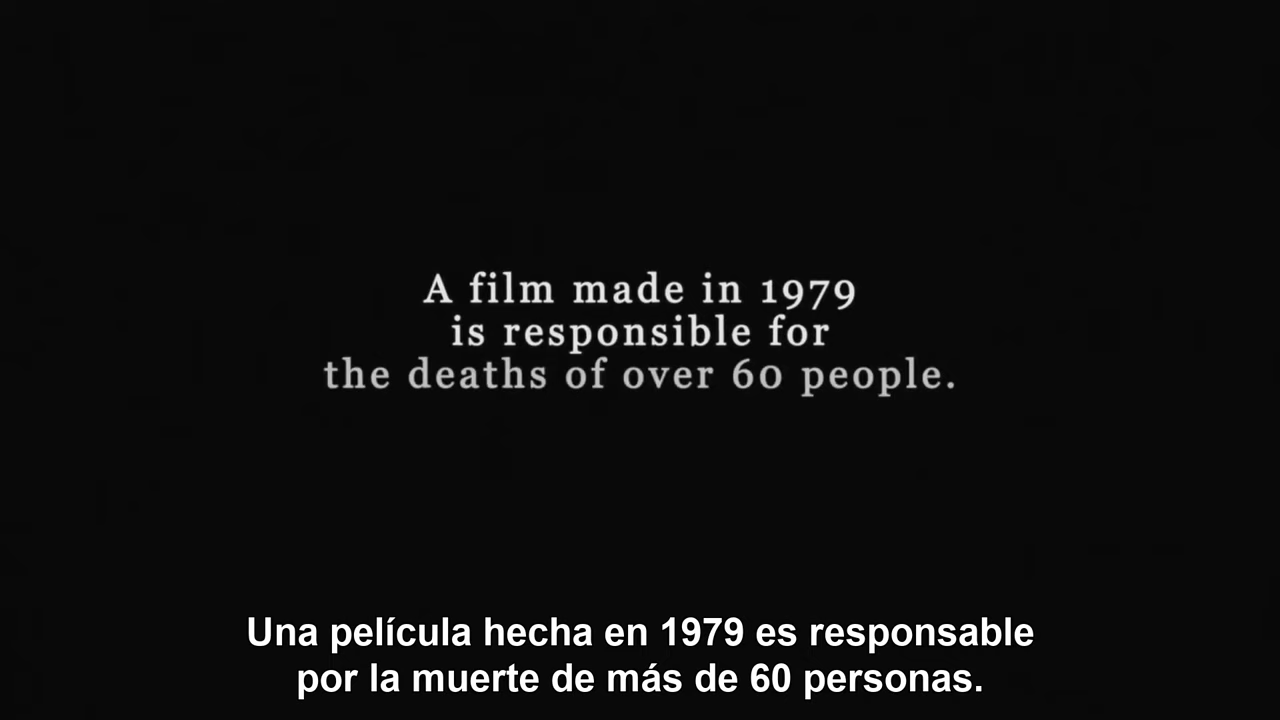 A film made in 1979
is responsible for
the deaths of over 60 people.
Una película hecha en 1979 es responsable
por la muerte de más de 60 personas.